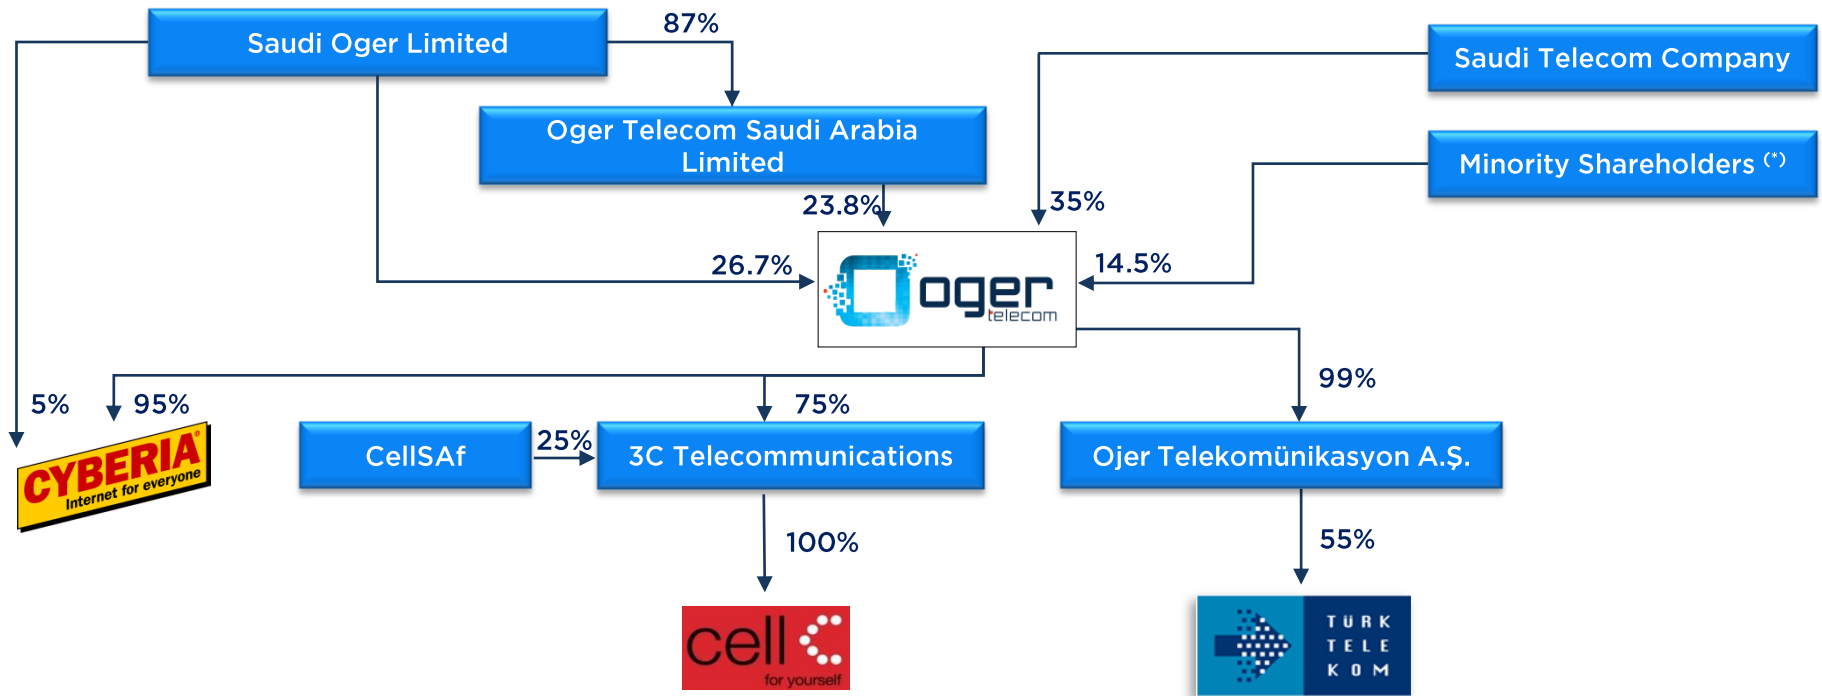 Saudi Oger Limited
87%
Saudi Telecom Company
Oger Telecom Saudi Arabia
Limited
Minority Shareholders (*)
23.8%
35%
26.7%
14.5%
oger
telecom
5%
95%
75%
99%
CYBERIA
Internet for everyone
CellSAf
25%
3C Telecommunications
Ojer Telekomünikasyon A.Ş.
100%
55%
cell C
for yourself
TÜRK
TELE
KOM